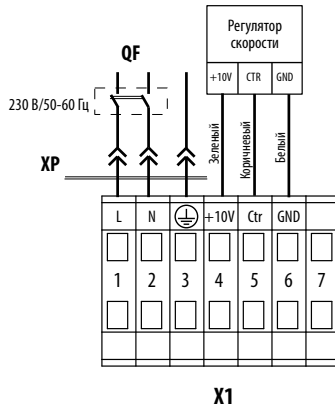 Регулятор
скорости
+10V CTR GND
QF
230 В/50-60 Гц
Зеленый
Коричневый
Белый
XP
L N +10V Ctr GND
1 2 3 4 5 6 7
X1